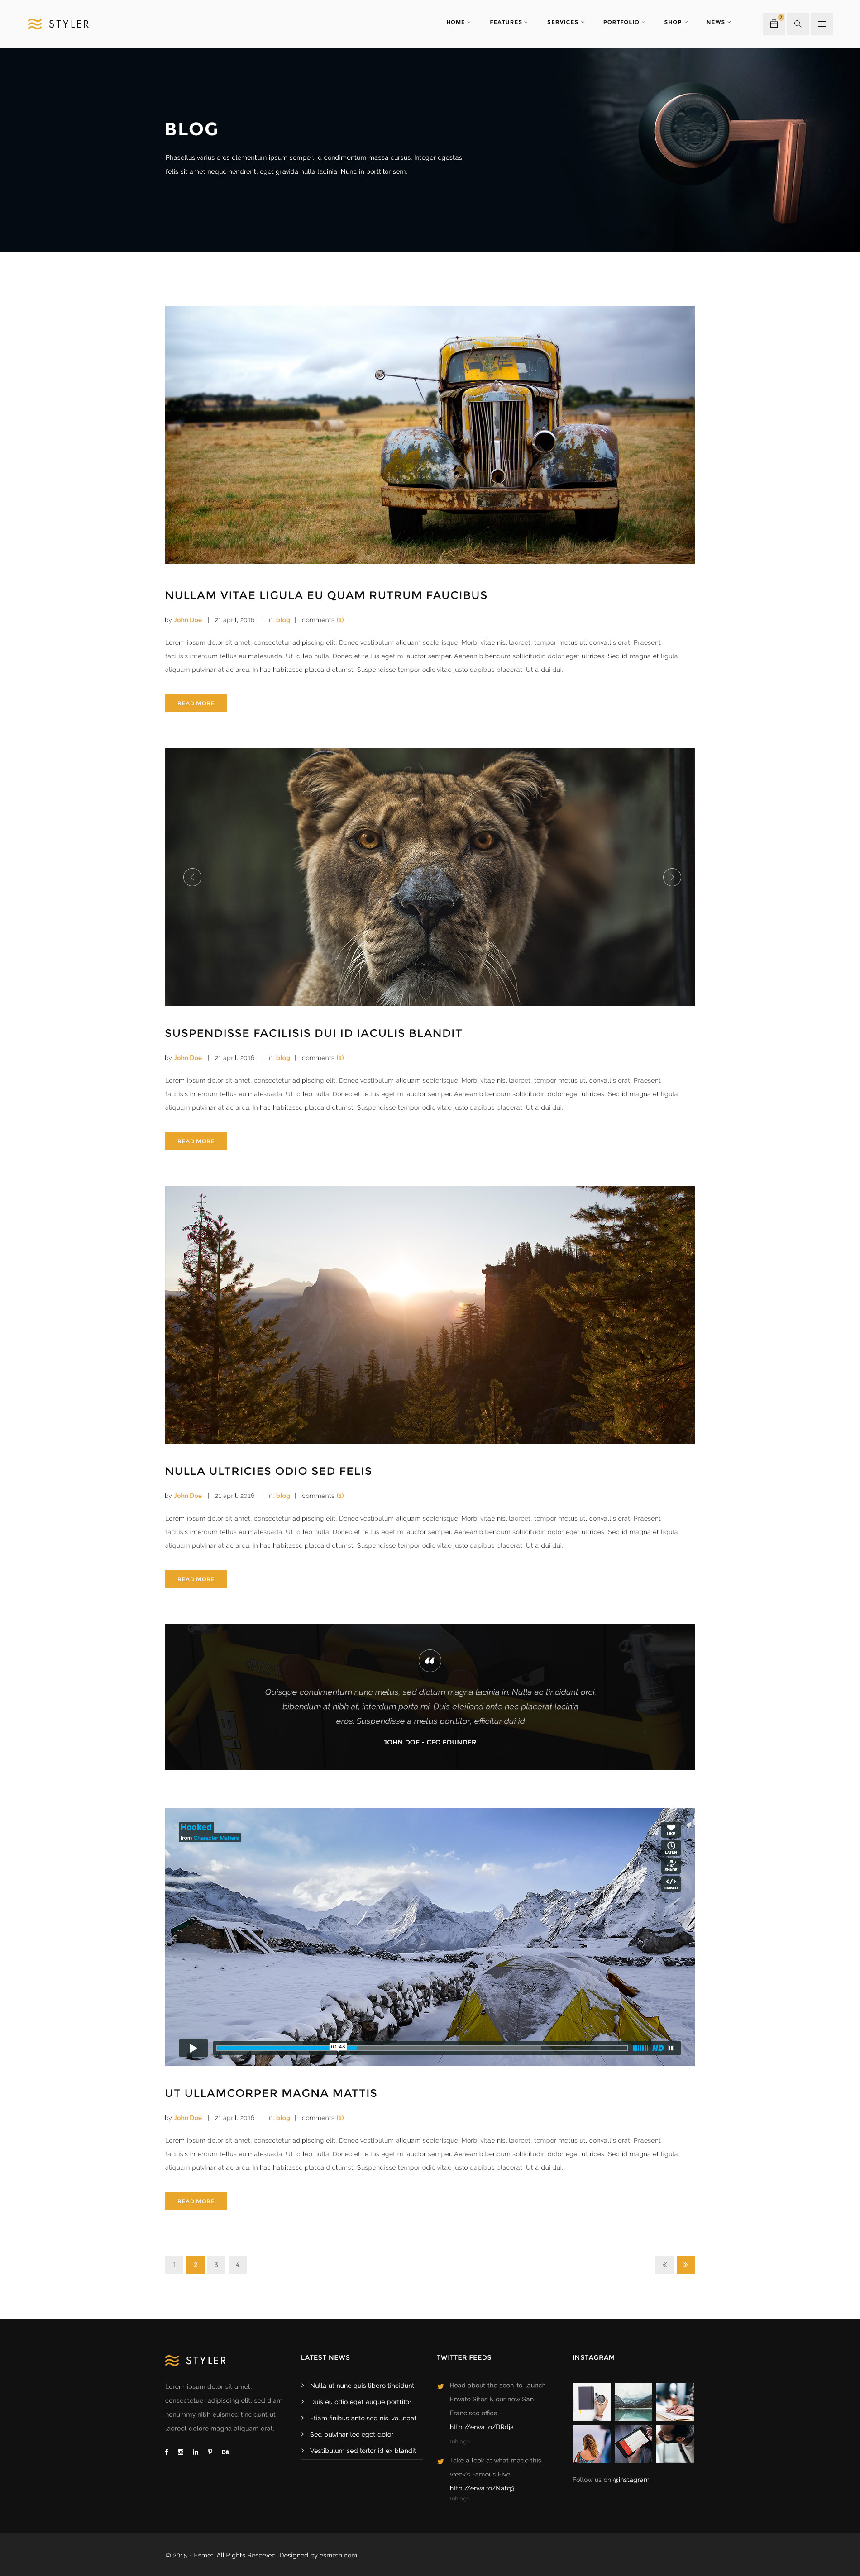 STYLER
HOME
FEATURES
SERVICES
PORTFOLIO
SHOP
NEWS
2
BLOG
Phasellus varius eros elementum ipsum semper, id condimentum massa cursus. Integer egestas
felis sit amet neque hendrerit, eget gravida nulla lacinia. Nunc in porttitor sem.
NULLAM VITAE LIGULA EU QUAM RUTRUM FAUCIBUS
by John Doe | 21 april, 2016 | in: blog | comments (1)
Lorem ipsum dolor sit amet, consectetur adipiscing elit. Donec vestibulum aliquam scelerisque. Morbi vitae nisl laoreet, tempor metus ut, convallis erat. Praesent
facilisis interdum tellus eu malesuada. Ut id leo nulla. Donec et tellus eget mi auctor semper. Aenean bibendum sollicitudin dolor eget ultrices. Sed id magna et ligula
aliquam pulvinar at ac arcu. In hac habitasse platea dictumst. Suspendisse tempor odio vitae justo dapibus placerat. Ut a dui dui.
READ MORE
SUSPENDISSE FACILISIS DUI ID IACULIS BLANDIT
by John Doe | 21 april, 2016 | in: blog | comments (1)
Lorem ipsum dolor sit amet, consectetur adipiscing elit. Donec vestibulum aliquam scelerisque. Morbi vitae nisl laoreet, tempor metus ut, convallis erat. Praesent
facilisis interdum tellus eu malesuada. Ut id leo nulla. Donec et tellus eget mi auctor semper. Aenean bibendum sollicitudin dolor eget ultrices. Sed id magna et ligula
aliquam pulvinar at ac arcu. In hac habitasse platea dictumst. Suspendisse tempor odio vitae justo dapibus placerat. Ut a dui dui.
READ MORE
NULLA ULTRICIES ODIO SED FELIS
by John Doe | 21 april, 2016 | in: blog | comments (1)
Lorem ipsum dolor sit amet, consectetur adipiscing elit. Donec vestibulum aliquam scelerisque. Morbi vitae nisl laoreet, tempor metus ut, convallis erat. Praesent
facilisis interdum tellus eu malesuada. Ut id leo nulla. Donec et tellus eget mi auctor semper. Aenean bibendum sollicitudin dolor eget ultrices. Sed id magna et ligula
aliquam pulvinar at ac arcu. In hac habitasse platea dictumst. Suspendisse tempor odio vitae justo dapibus placerat. Ut a dui dui.
READ MORE
Quisque condimentum nunc metus, sed dictum magna lacinia in. Nulla ac tincidunt orci.
bibendum at nibh at, interdum porta mi. Duis eleifend ante nec placerat lacinia
eros. Suspendisse a metus porttitor, efficitur dui id
JOHN DOE - CEO FOUNDER
Hooked
from Character Matters
LIKE
LATER
SHARE
EMBED
01:48
HD
UT ULLAMCORPER MAGNA MATTIS
by John Doe | 21 april, 2016 | in: blog | comments (1)
Lorem ipsum dolor sit amet, consectetur adipiscing elit. Donec vestibulum aliquam scelerisque. Morbi vitae nisl laoreet, tempor metus ut, convallis erat. Praesent
facilisis interdum tellus eu malesuada. Ut id leo nulla. Donec et tellus eget mi auctor semper. Aenean bibendum sollicitudin dolor eget ultrices. Sed id magna et ligula
aliquam pulvinar at ac arcu. In hac habitasse platea dictumst. Suspendisse tempor odio vitae justo dapibus placerat. Ut a dui dui.
READ MORE
1 2 3 4 « »
STYLER
Lorem ipsum dolor sit amet,
consectetuer adipiscing elit, sed diam
nonummy nibh euismod tincidunt ut
laoreet dolore magna aliquam erat.
LATEST NEWS
Nulla ut nunc quis libero tincidunt
Duis eu odio eget augue porttitor
Etiam finibus ante sed nisl volutpat
Sed pulvinar leo eget dolor
Vestibulum sed tortor id ex blandit
TWITTER FEEDS
Read about the soon-to-launch
Envato Sites & our new San
Francisco office.
http://enva.to/DRdja
10h ago
Take a look at what made this
week's Famous Five.
http://enva.to/Nafq3
10h ago
INSTAGRAM
Follow us on @instagram
© 2015 - Esmet. All Rights Reserved. Designed by esmeth.com